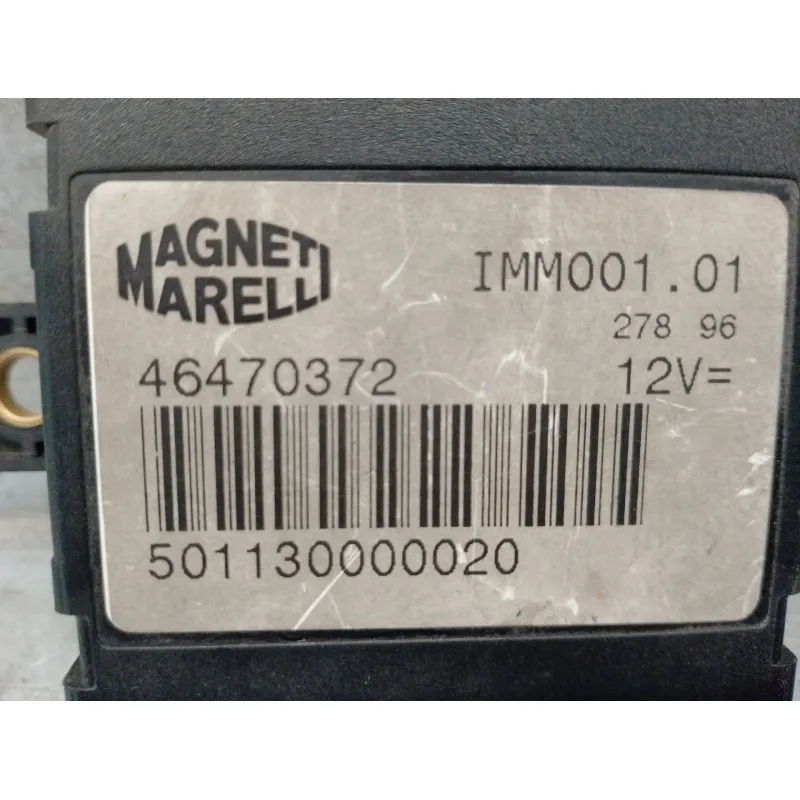 MAGNETI
MARELLI
IMM001.01
278 96
46470372
12V=
501130000020